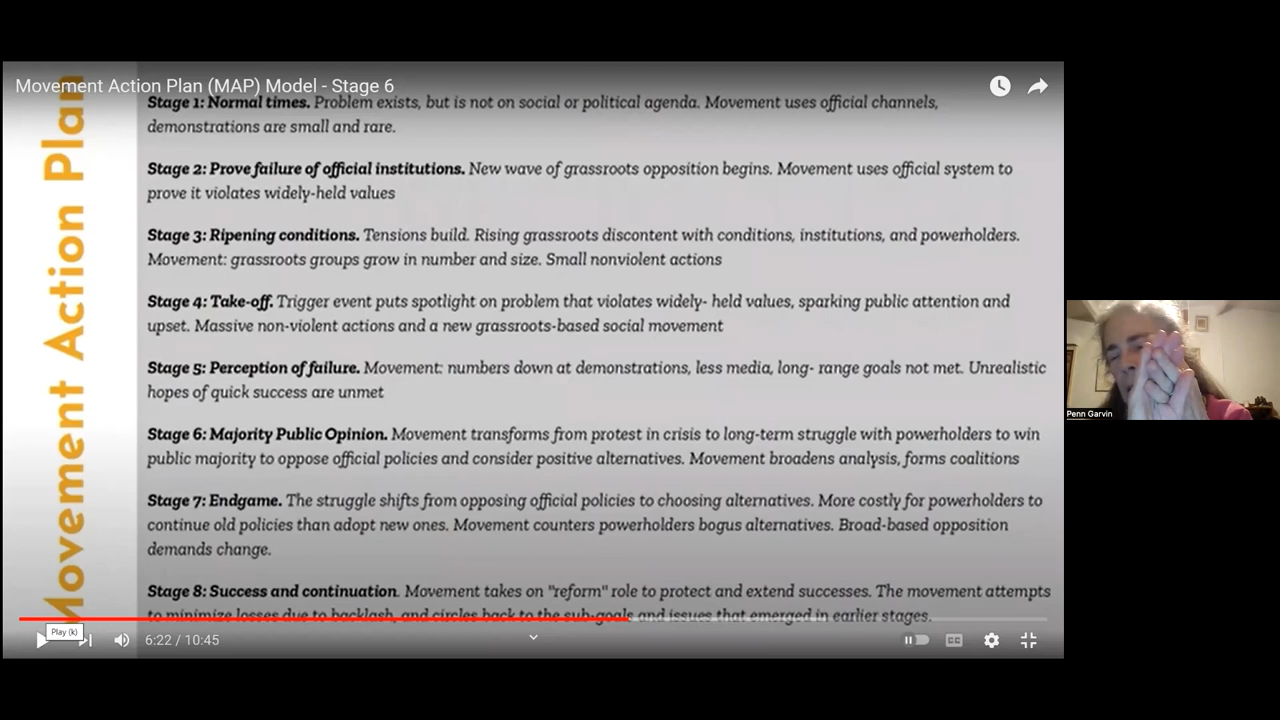 Movement Action Plan (MAP) Model - Stage 6
Movement Action Plan
Stage 1: Normal times. Problem exists, but is not on social or political agenda. Movement uses official channels,
demonstrations are small and rare.
Stage 2: Prove failure of official institutions. New wave of grassroots opposition begins. Movement uses official system to
prove it violates widely-held values
Stage 3: Ripening conditions. Tensions build. Rising grassroots discontent with conditions, institutions, and powerholders.
Movement: grassroots groups grow in number and size. Small nonviolent actions
Stage 4: Take-off. Trigger event puts spotlight on problem that violates widely- held values, sparking public attention and
upset. Massive non-violent actions and a new grassroots-based social movement
Stage 5: Perception of failure. Movement: numbers down at demonstrations, less media, long- range goals not met. Unrealistic
hopes of quick success are unmet
Stage 6: Majority Public Opinion. Movement transforms from protest in crisis to long-term struggle with powerholders to win
public majority to oppose official policies and consider positive alternatives. Movement broadens analysis, forms coalitions
Stage 7: Endgame. The struggle shifts from opposing official policies to choosing alternatives. More costly for powerholders to
continue old policies than adopt new ones. Movement counters powerholders bogus alternatives. Broad-based opposition
demands change.
Stage 8: Success and continuation. Movement takes on "reform" role to protect and extend successes. The movement attempts
to minimize losses due to backlash, and circles back to the sub-goals and issues that emerged in earlier stages.
Play (k)
6:22 / 10:45
CC
Penn Garvin